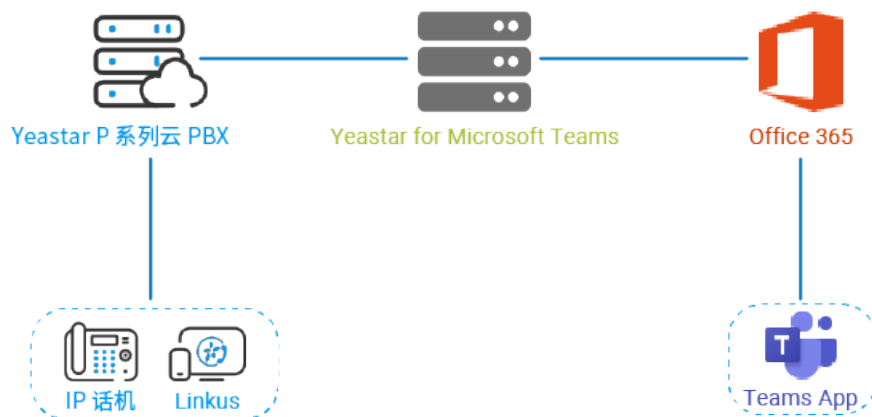 Yeastar P 系列云 PBX
Yeastar for Microsoft Teams
Office 365
IP 话机
Linkus
T
Teams App